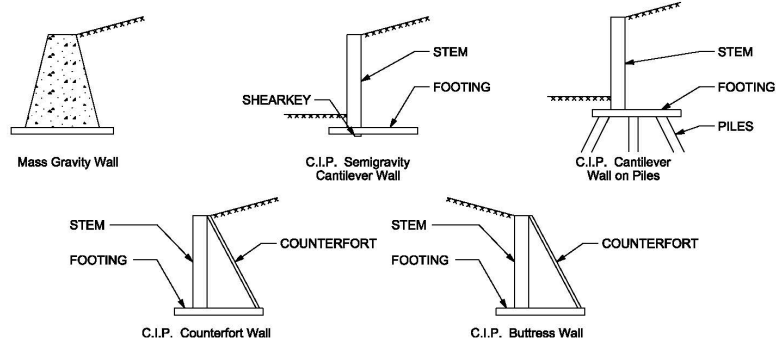 STEM
STEM
SHEARKEY
FOOTING
FOOTING
PILES
Mass Gravity Wall
C.I.P. Semigravity
Cantilever Wall
C.I.P. Cantilever
Wall on Piles
STEM
COUNTERFORT
FOOTING
STEM
COUNTERFORT
FOOTING
C.I.P. Counterfort Wall
C.I.P. Buttress Wall